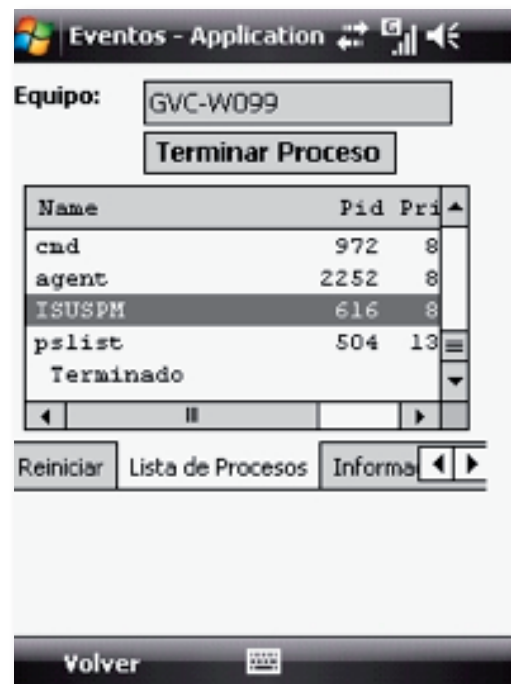 Eventos - Application
Equipo: GVC-W099
Terminar Proceso
Name Pid Pri
cmd 972 8
agent 2252 8
ISUSPM 616 8
pslist 504 13
Terminado
Reiniciar Lista de Procesos Informa
Volver